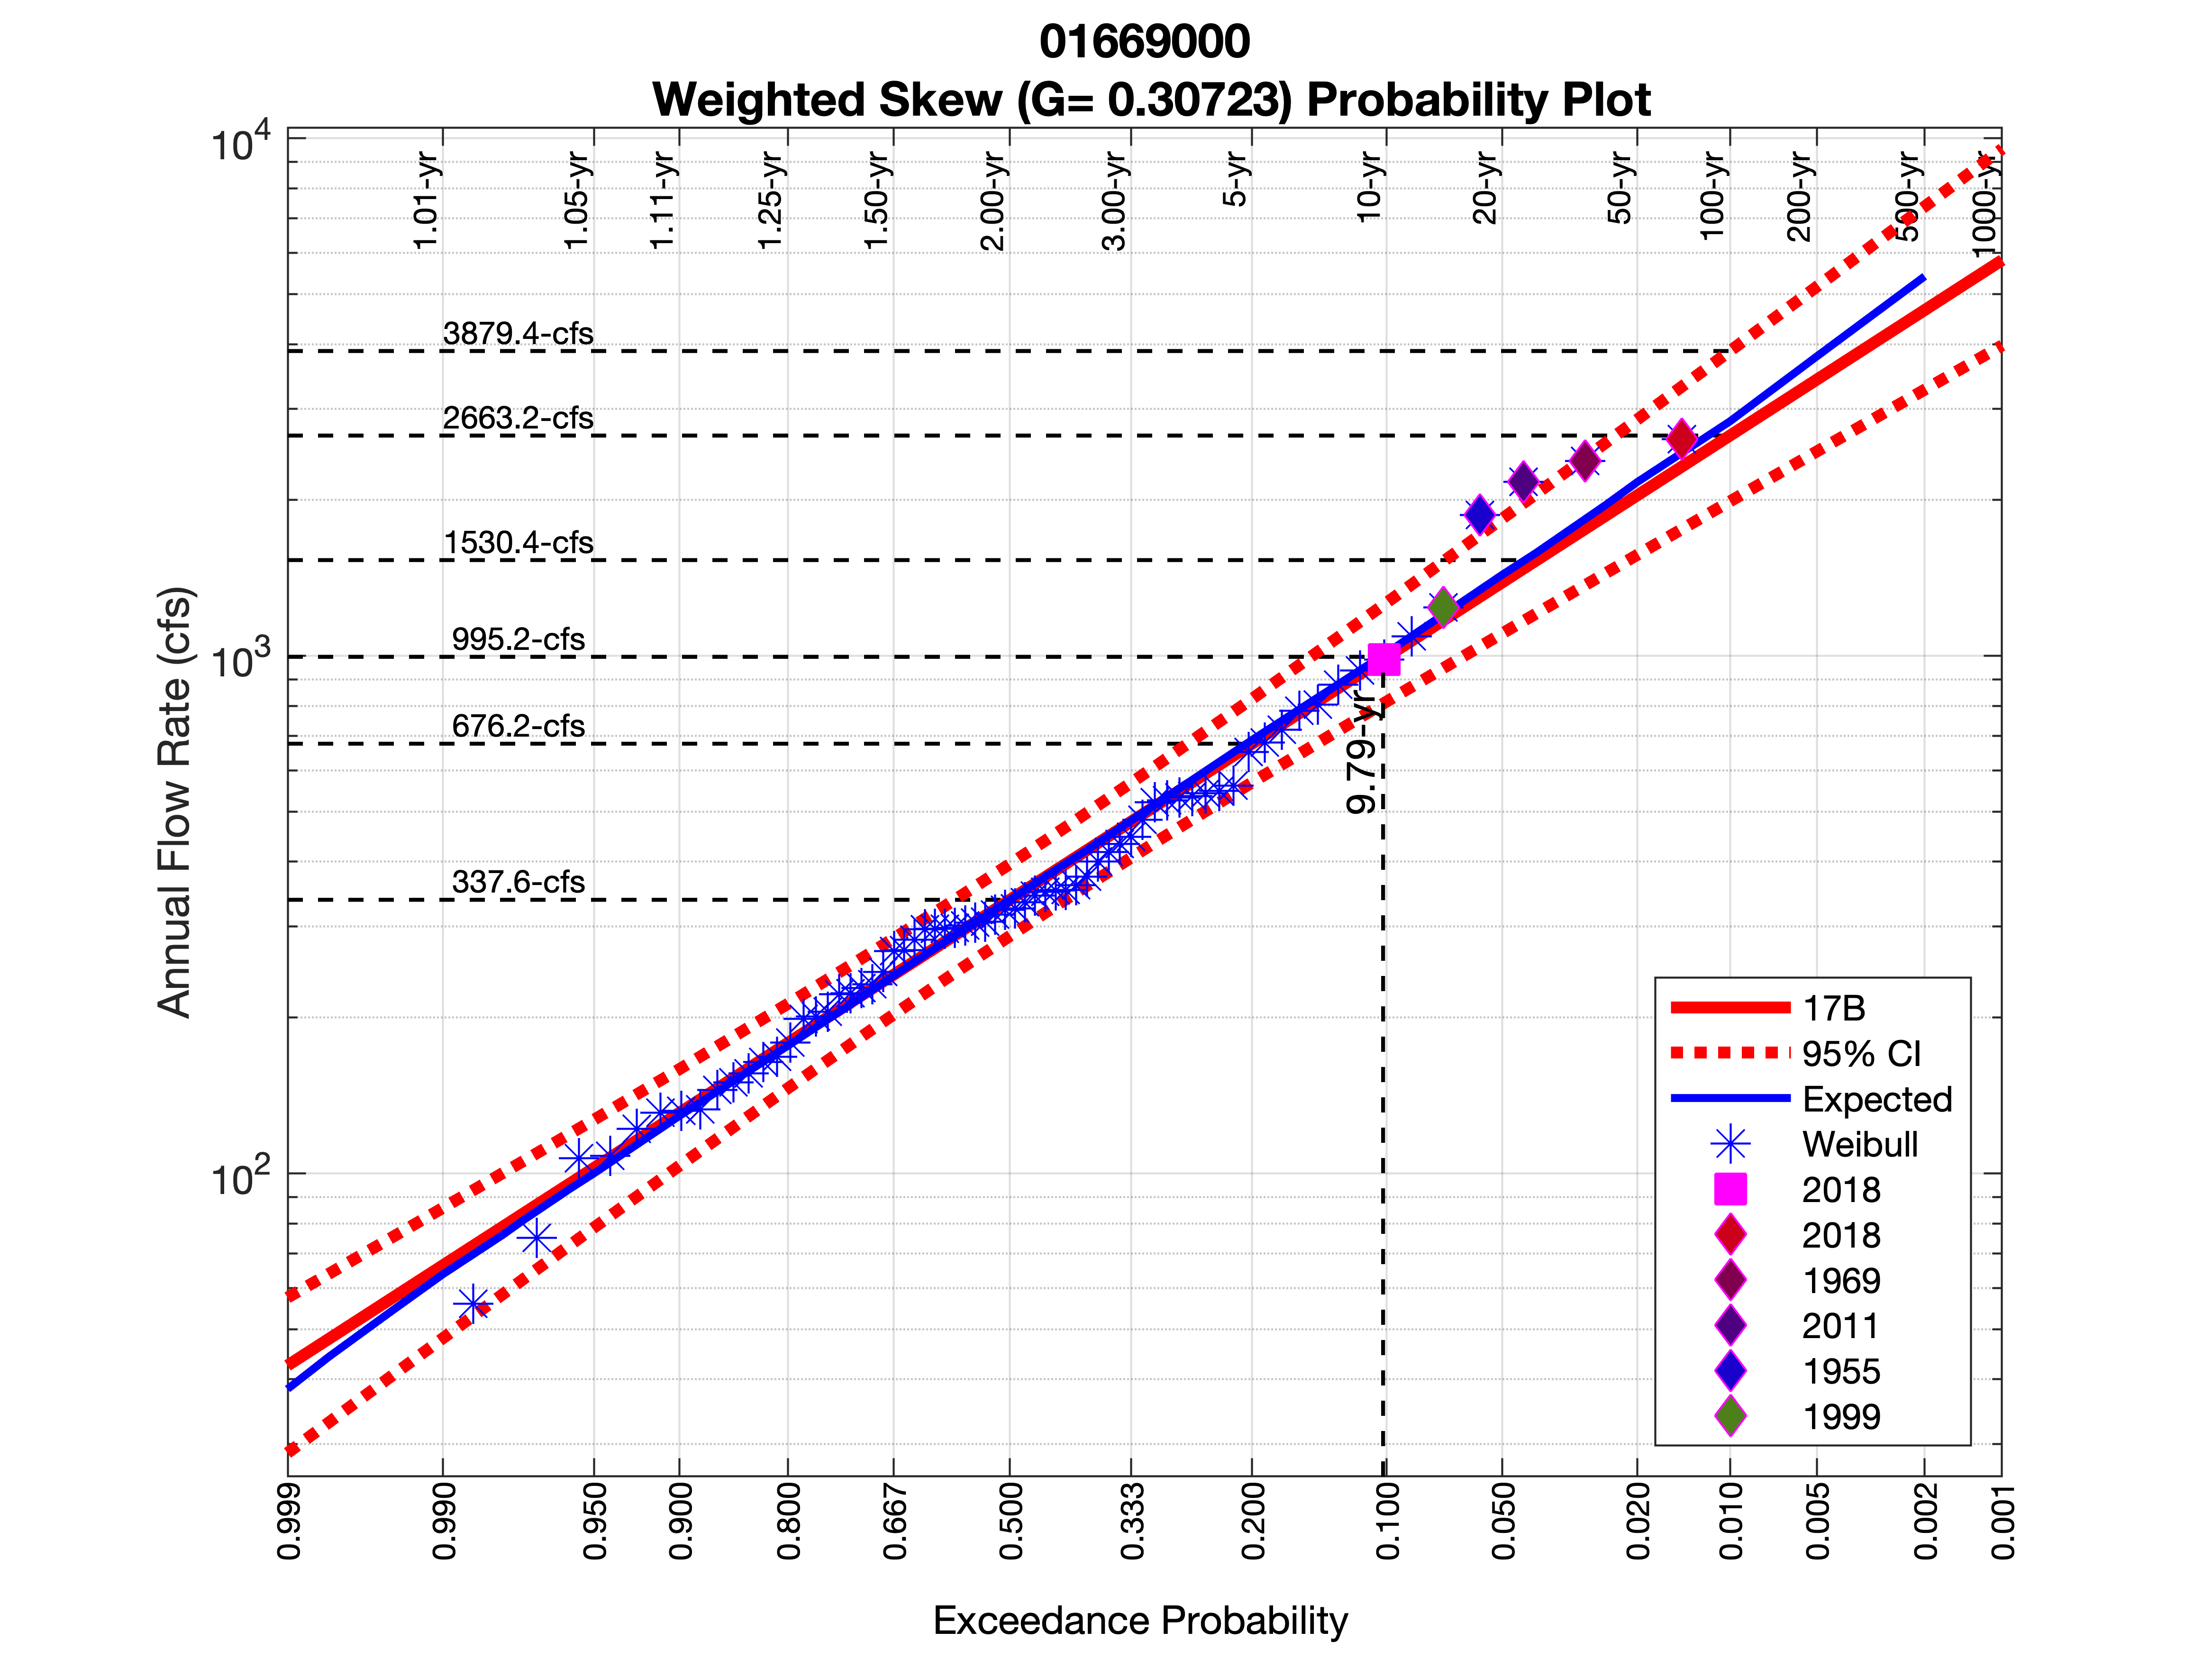 01669000
Weighted Skew (G= 0.30723) Probability Plot
10⁴
10³
10²
Annual Flow Rate (cfs)
1.01-yr
1.05-yr
1.11-yr
1.25-yr
1.50-yr
2.00-yr
3.00-yr
5-yr
10-yr
20-yr
50-yr
100-yr
200-yr
500-yr
1000-yr
3879.4-cfs
2663.2-cfs
1530.4-cfs
995.2-cfs
676.2-cfs
337.6-cfs
9.79-yr
17B
95% CI
Expected
Weibull
2018
2018
1969
2011
1955
1999
0.999
0.990
0.950
0.900
0.800
0.667
0.500
0.333
0.200
0.100
0.050
0.020
0.010
0.005
0.002
0.001
Exceedance Probability